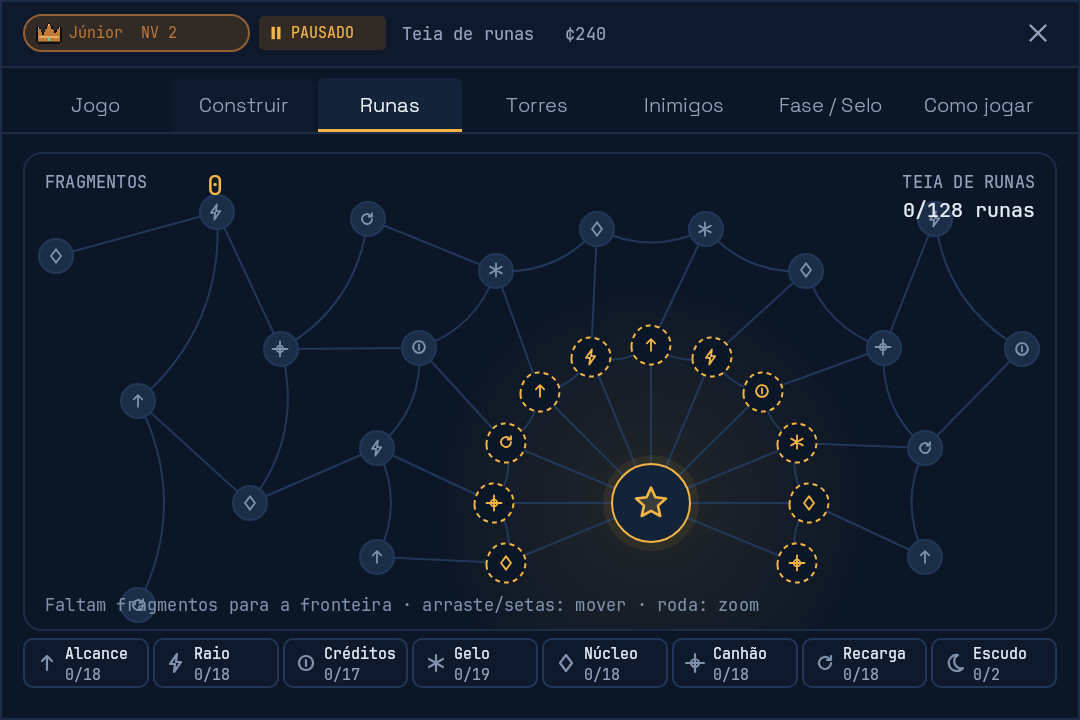 Júnior NV 2
PAUSADO
Teia de runas ₵240
Jogo
Construir
Runas
Torres
Inimigos
Fase / Selo
Como jogar
FRAGMENTOS 0
TEIA DE RUNAS
0/128 runas
Faltam fragmentos para a fronteira · arraste/setas: mover · roda: zoom
Alcance
0/18
Raio
0/18
Créditos
0/17
Gelo
0/19
Núcleo
0/18
Canhão
0/18
Recarga
0/18
Escudo
0/2